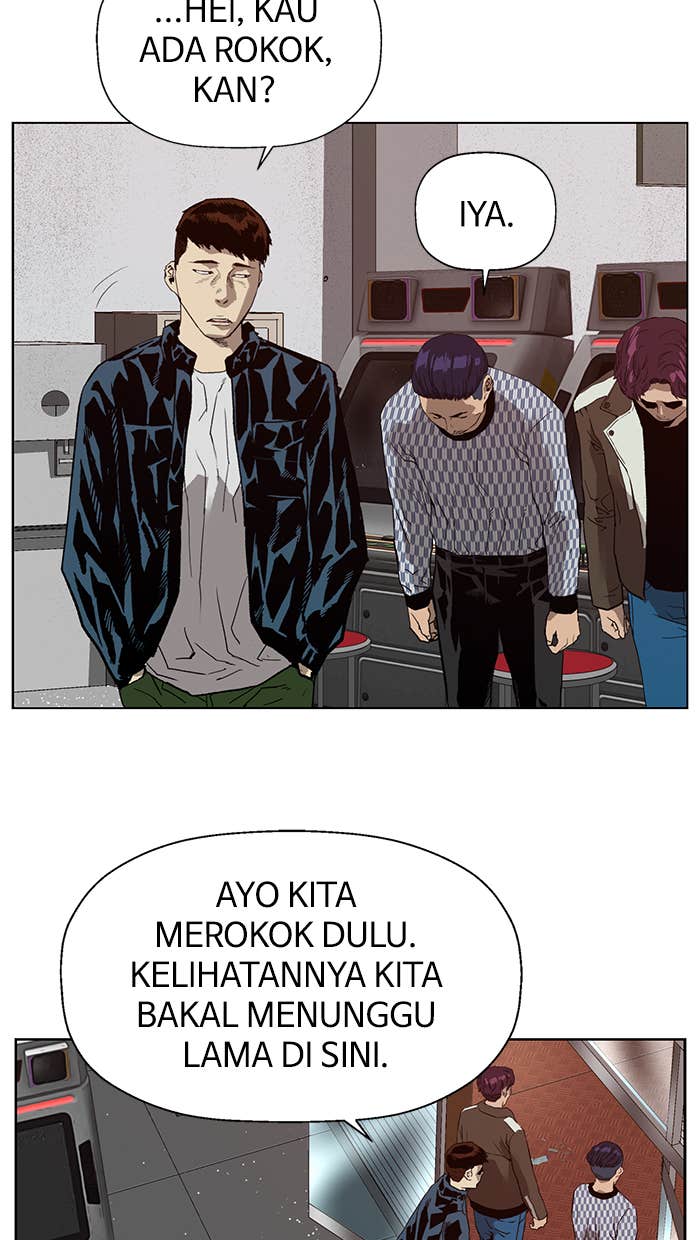 ...HEI, KAU
ADA ROKOK,
KAN?
IYA.
AYO KITA
MEROKOK DULU.
KELIHATANNYA KITA
BAKAL MENUNGGU
LAMA DI SINI.